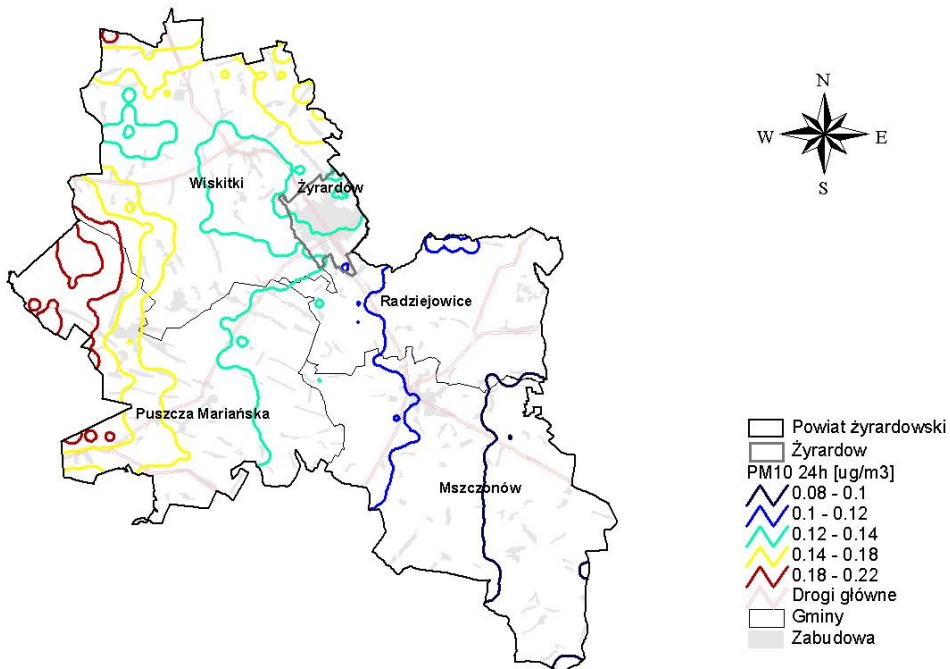 N
W E
S
Wiskitki
Żyrardów
Radziejowice
Puszcza Mariańska
Mszczonów
Powiat żyrardowski
Żyrardow
PM10 24h [ug/m3]
0.08 - 0.1
0.1 - 0.12
0.12 - 0.14
0.14 - 0.18
0.18 - 0.22
Drogi główne
Gminy
Zabudowa